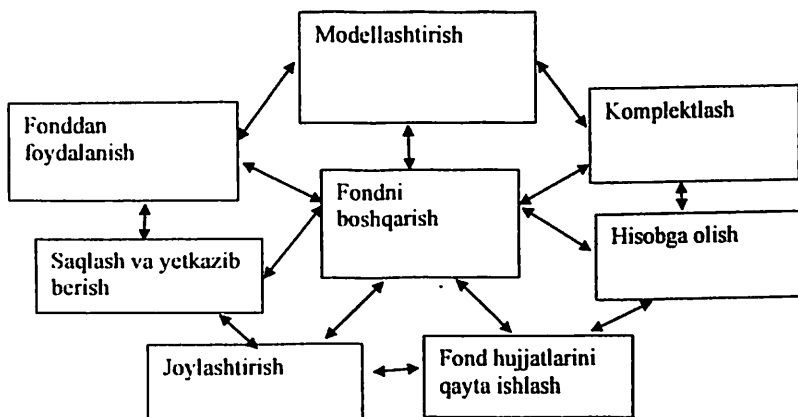 Modellashtirish
Fonddan
foydalanish
Komplektlash
Fondni
boshqarish
Hisobga olish
Saqlash va yetkazib
berish
Joylashtirish
Fond hujjatlarini
qayta ishlash